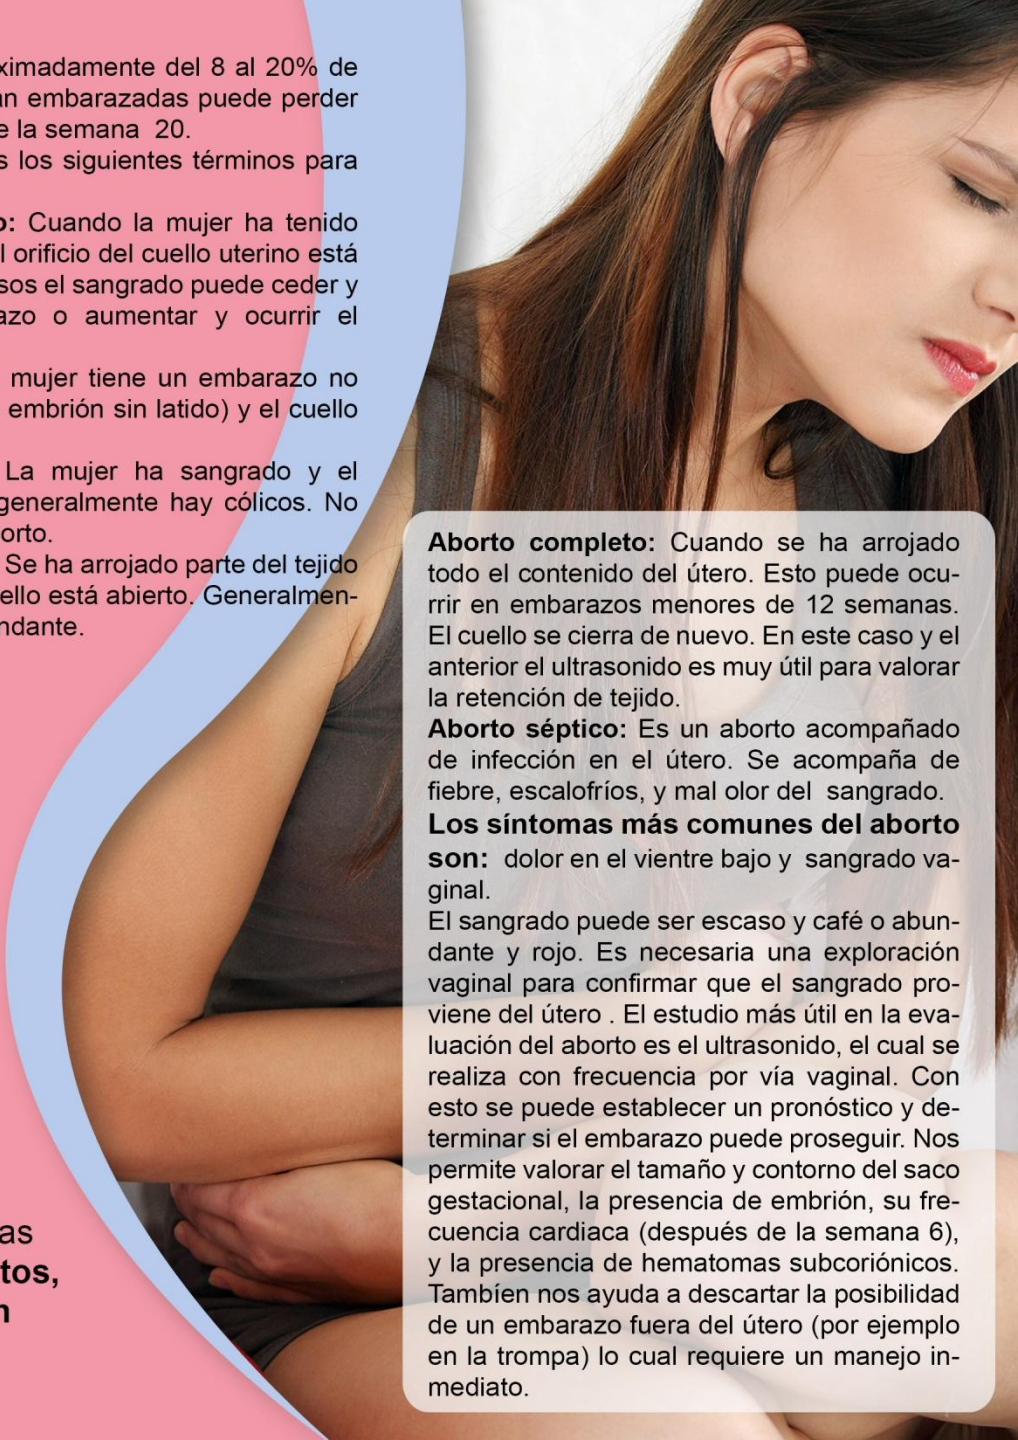 ximadamente del 8 al 20% de
an embarazadas puede perder
e la semana 20.
s los siguientes términos para
o: Cuando la mujer ha tenido
l orificio del cuello uterino está
sos el sangrado puede ceder y
azo o aumentar y ocurrir el
mujer tiene un embarazo no
embrión sin latido) y el cuello
La mujer ha sangrado y el
generalmente hay cólicos. No
orto.
Se ha arrojado parte del tejido
ello está abierto. Generalmen-
ndante.
as
tos,
n
Aborto completo: Cuando se ha arrojado
todo el contenido del útero. Esto puede ocu-
rrir en embarazos menores de 12 semanas.
El cuello se cierra de nuevo. En este caso y el
anterior el ultrasonido es muy útil para valorar
la retención de tejido.
Aborto séptico: Es un aborto acompañado
de infección en el útero. Se acompaña de
fiebre, escalofríos, y mal olor del sangrado.
Los síntomas más comunes del aborto
son: dolor en el vientre bajo y sangrado va-
ginal.
El sangrado puede ser escaso y café o abun-
dante y rojo. Es necesaria una exploración
vaginal para confirmar que el sangrado pro-
viene del útero . El estudio más útil en la eva-
luación del aborto es el ultrasonido, el cual se
realiza con frecuencia por vía vaginal. Con
esto se puede establecer un pronóstico y de-
terminar si el embarazo puede proseguir. Nos
permite valorar el tamaño y contorno del saco
gestacional, la presencia de embrión, su fre-
cuencia cardiaca (después de la semana 6),
y la presencia de hematomas subcoriónicos.
Tambíen nos ayuda a descartar la posibilidad
de un embarazo fuera del útero (por ejemplo
en la trompa) lo cual requiere un manejo in-
mediato.